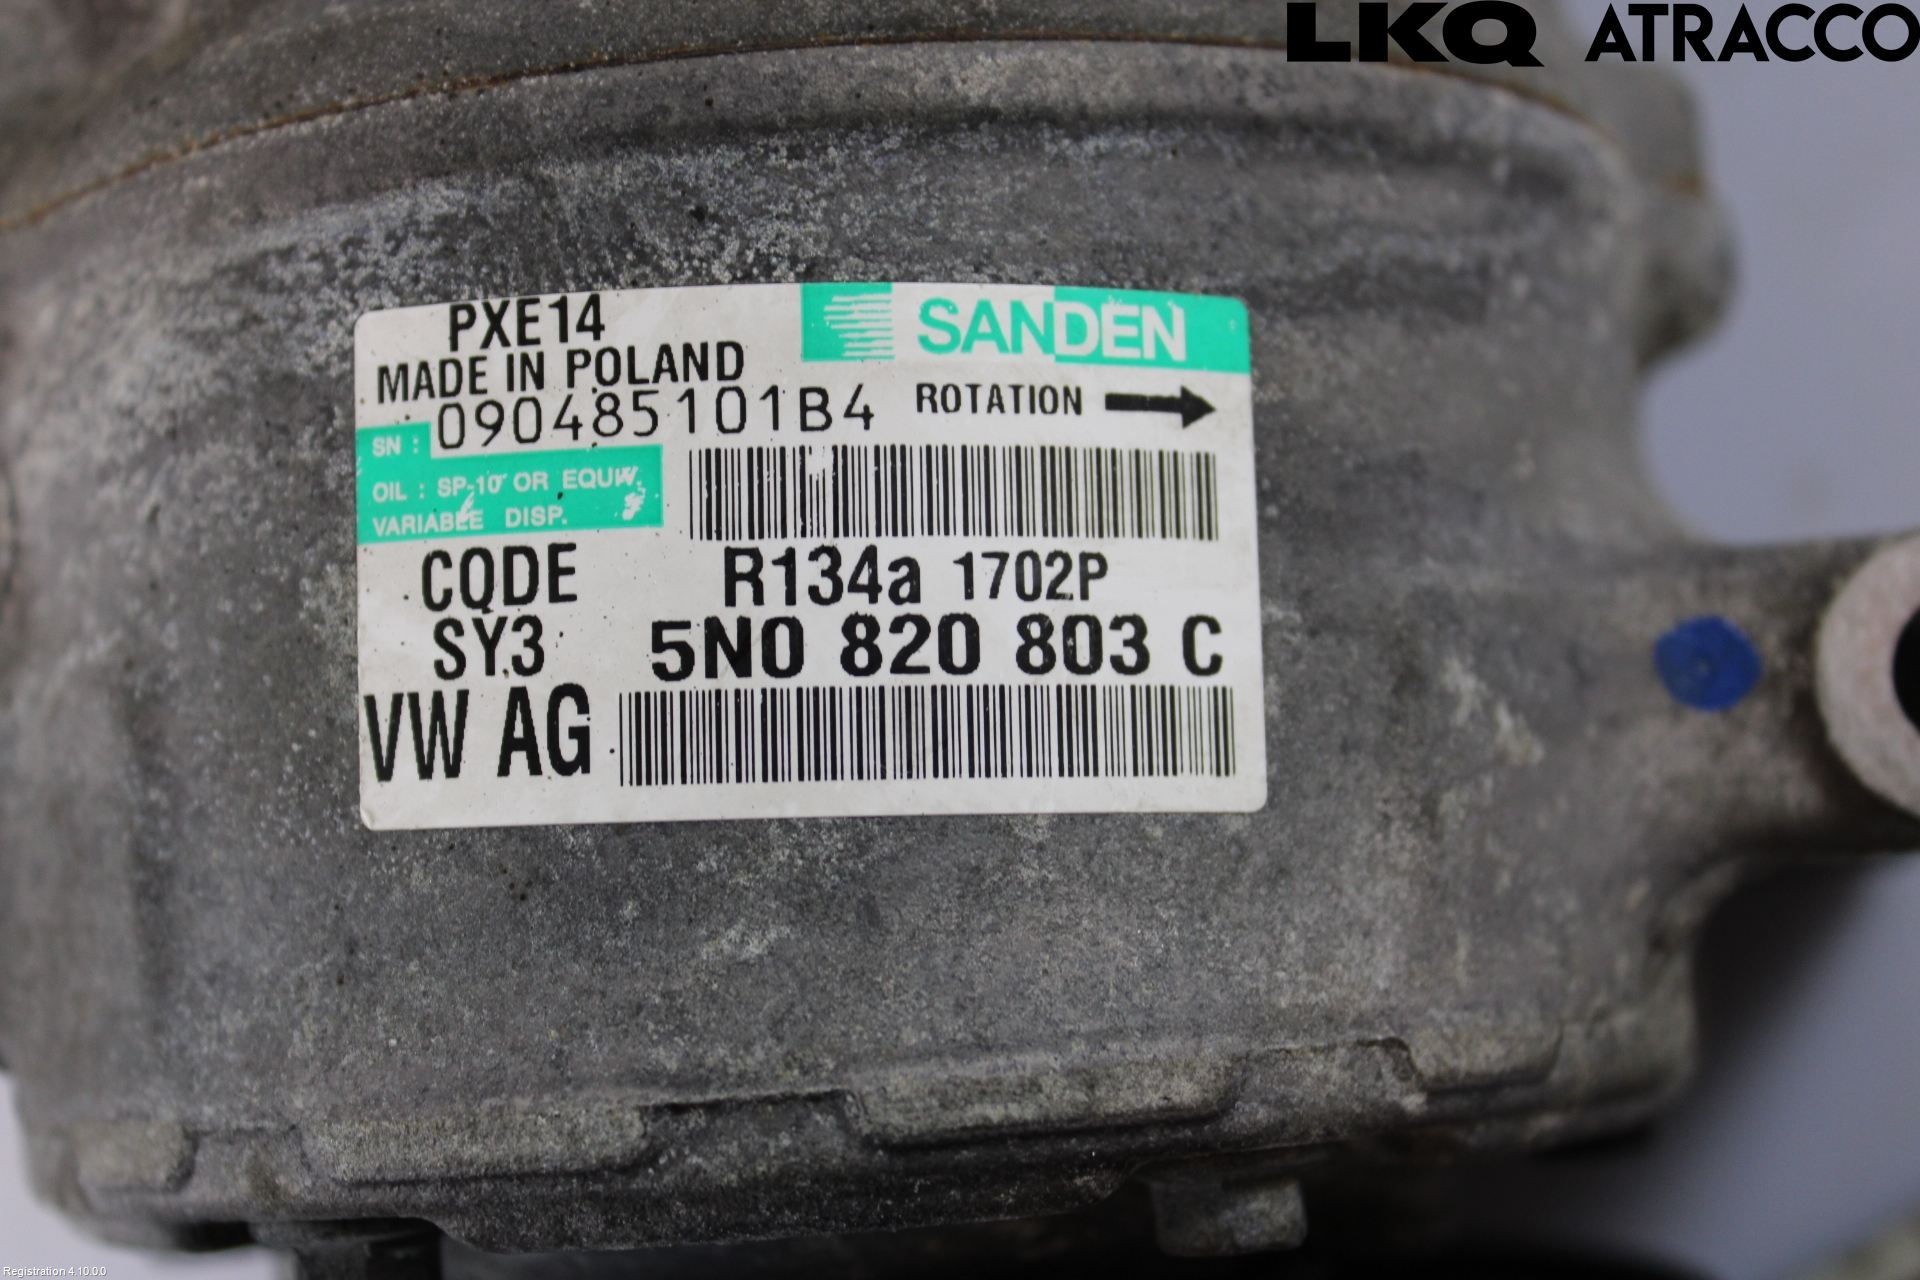 LKQ ATRACCO
PXE14
SANDEN
MADE IN POLAND
SN : 090485101B4
ROTATION
OIL : SP-10 OR EQUIV.
VARIABLE DISP.
CODE R134a 1702P
SY3 5N0 820 803 C
VW AG
Registration 4.10.0.0